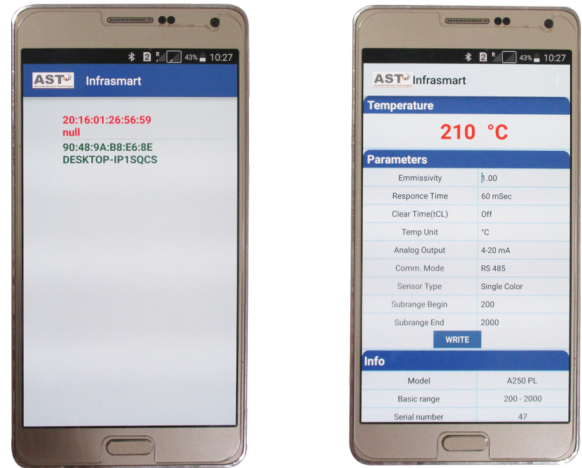 43% 10:27
AST Infrasmart
20:16:01:26:56:59
null
90:48:9A:B8:E6:8E
DESKTOP-IP1SQCS
43% 10:27
AST Infrasmart
Temperature
210 °C
Parameters
Emmissivity 1.00
Responce Time 60 mSec
Clear Time(tCL) Off
Temp Unit °C
Analog Output 4-20 mA
Comm. Mode RS 485
Sensor Type Single Color
Subrange Begin 200
Subrange End 2000
WRITE
Info
Model A250 PL
Basic range 200 - 2000
Serial number 47